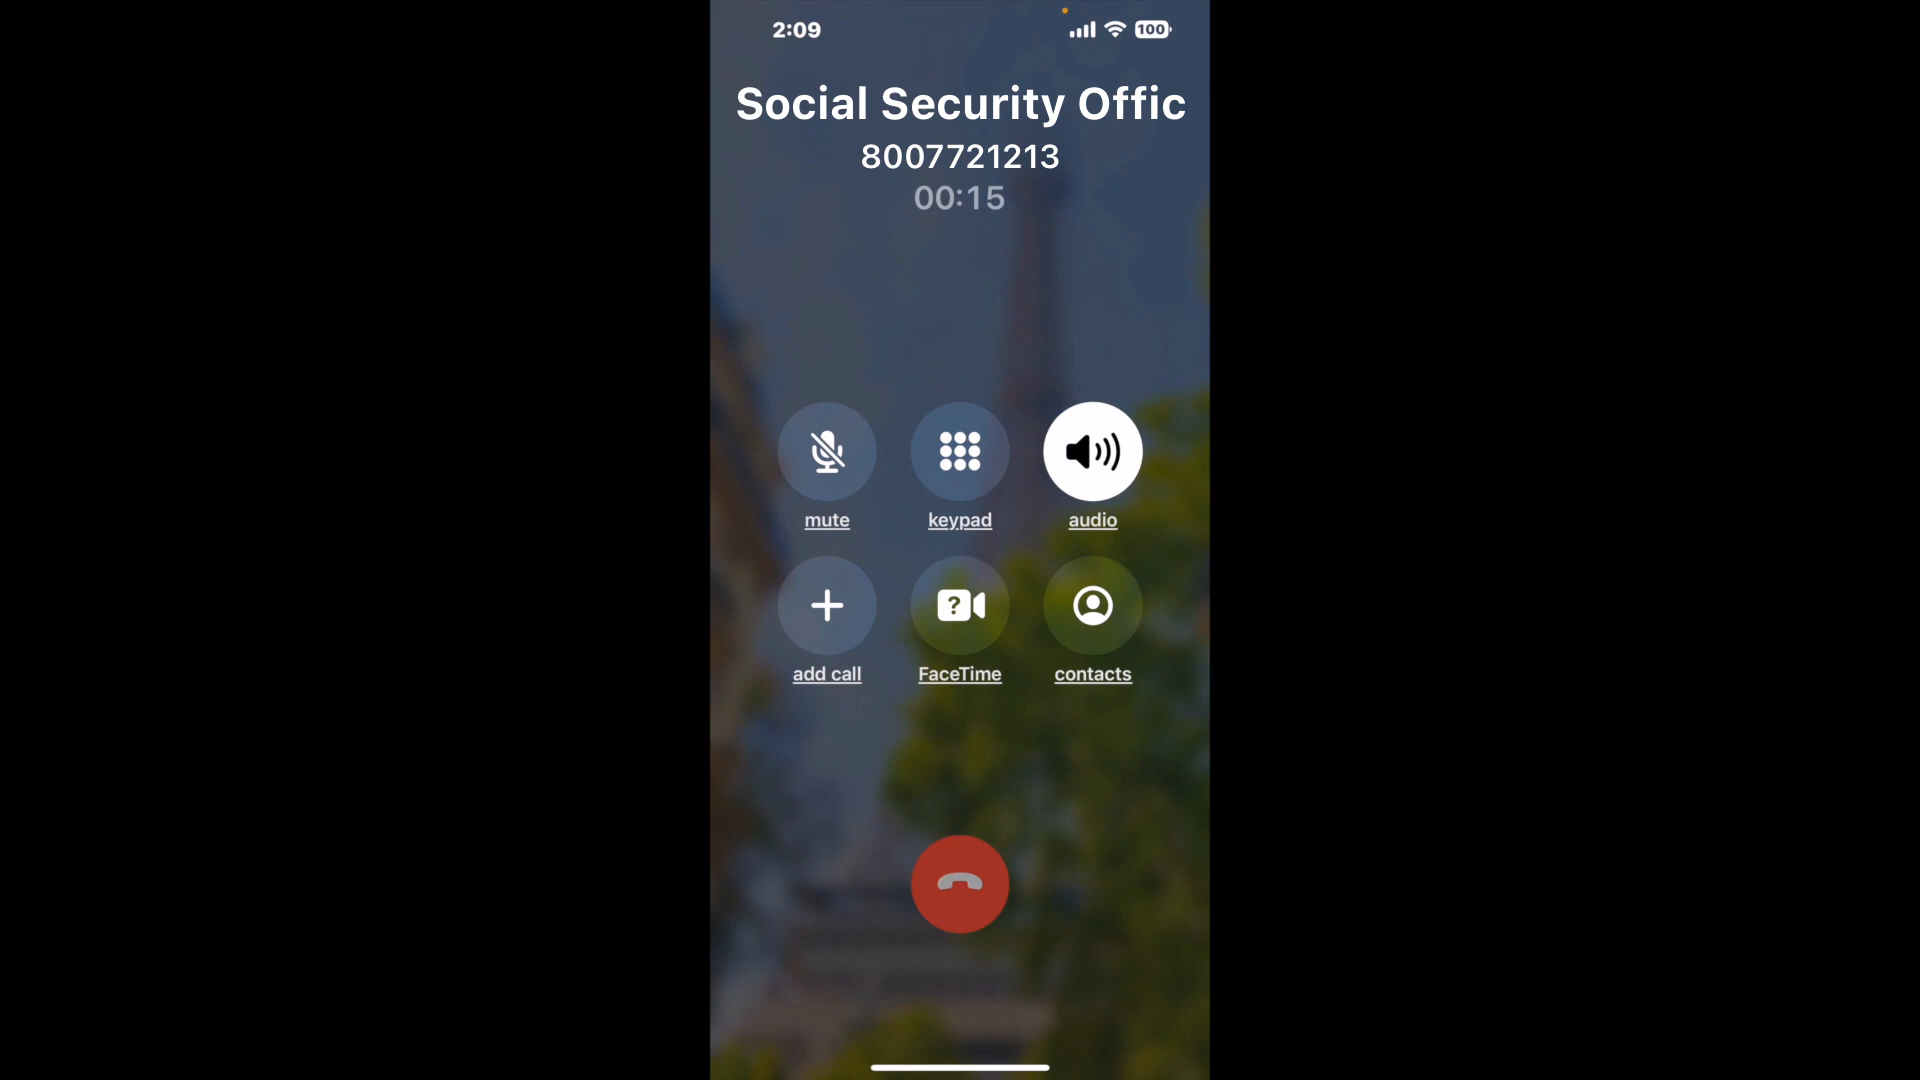 2:09
100
Social Security Offic
8007721213
00:15
mute
keypad
audio
?
add call
FaceTime
contacts